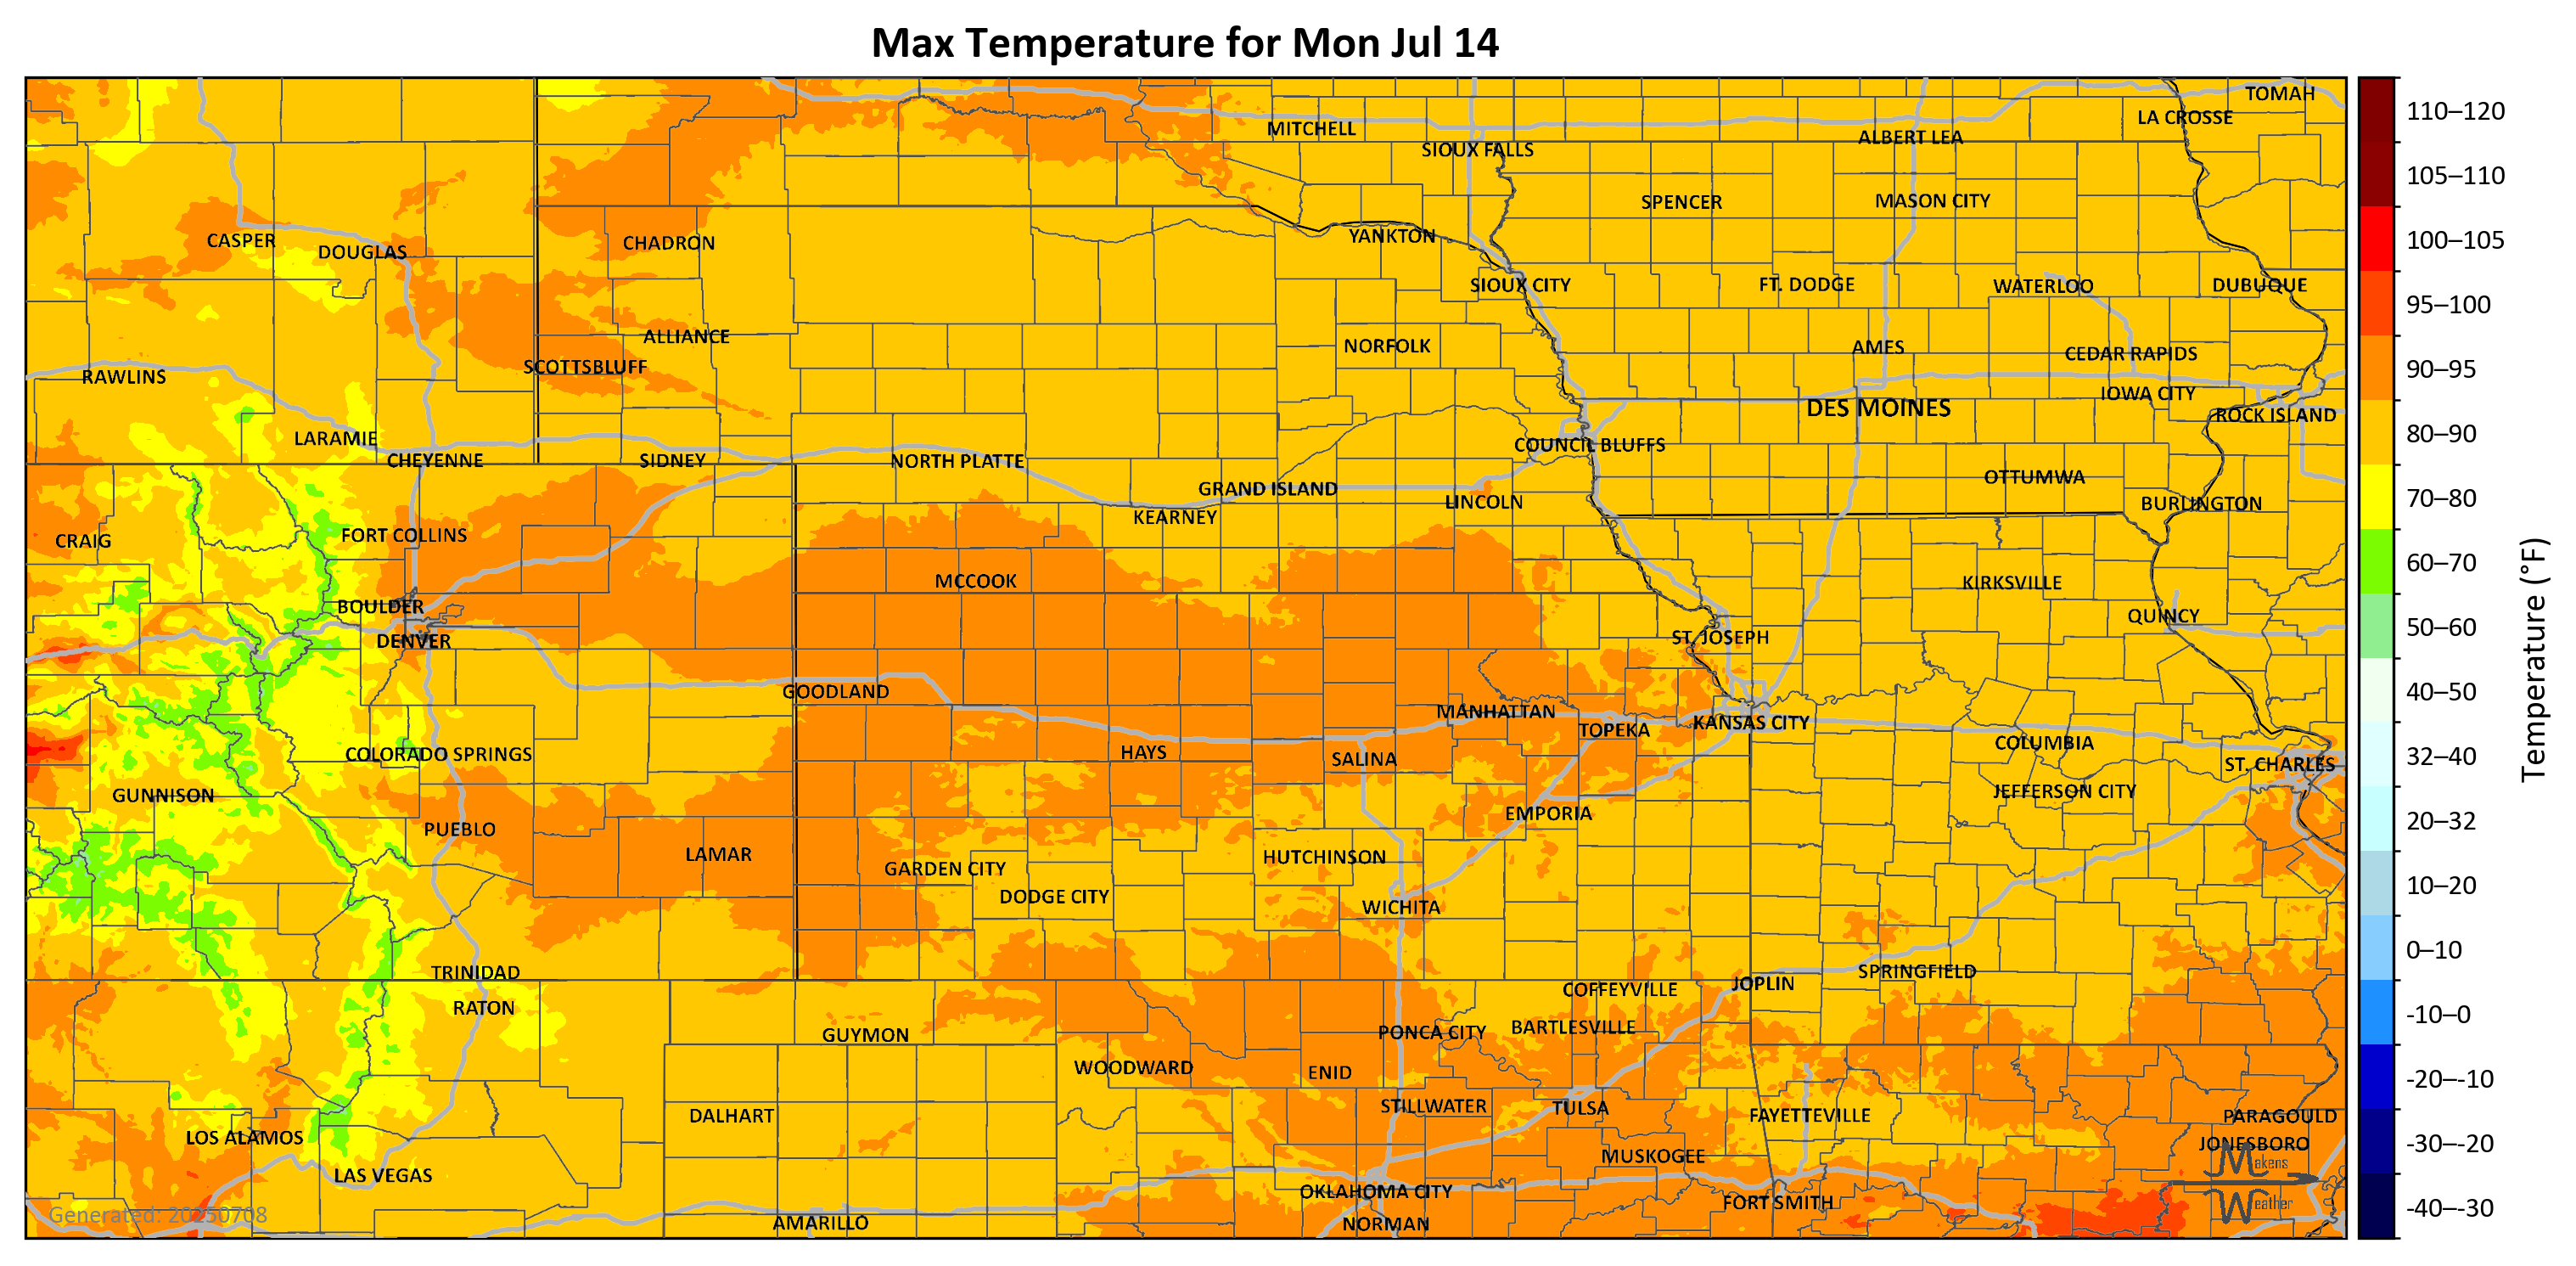 Max Temperature for Mon Jul 14
TOMAH
LA CROSSE
MITCHELL
ALBERT LEA
SIOUX FALLS
SPENCER
MASON CITY
CASPER
DOUGLAS
CHADRON
YANKTON
SIOUX CITY
FT. DODGE
WATERLOO
DUBUQUE
ALLIANCE
NORFOLK
AMES
CEDAR RAPIDS
SCOTTSBLUFF
RAWLINS
IOWA CITY
DES MOINES
ROCK ISLAND
LARAMIE
COUNCIL BLUFFS
CHEYENNE
SIDNEY
NORTH PLATTE
OTTUMWA
GRAND ISLAND
LINCOLN
BURLINGTON
KEARNEY
FORT COLLINS
CRAIG
MCCOOK
KIRKSVILLE
BOULDER
QUINCY
DENVER
ST. JOSEPH
GOODLAND
MANHATTAN
TOPEKA
KANSAS CITY
COLUMBIA
COLORADO SPRINGS
HAYS
SALINA
ST. CHARLES
GUNNISON
JEFFERSON CITY
EMPORIA
PUEBLO
LAMAR
HUTCHINSON
GARDEN CITY
DODGE CITY
WICHITA
TRINIDAD
SPRINGFIELD
JOPLIN
COFFEYVILLE
RATON
GUYMON
PONCA CITY
BARTLESVILLE
WOODWARD
ENID
DALHART
STILLWATER
TULSA
FAYETTEVILLE
PARAGOULD
LOS ALAMOS
JONESBORO
MUSKOGEE
LAS VEGAS
OKLAHOMA CITY
FORT SMITH
AMARILLO
NORMAN
Generated: 20250708
Makens
Weather
110–120
105–110
100–105
95–100
90–95
80–90
70–80
60–70
50–60
40–50
32–40
20–32
10–20
0–10
-10–0
-20–-10
-30–-20
-40–-30
Temperature (°F)